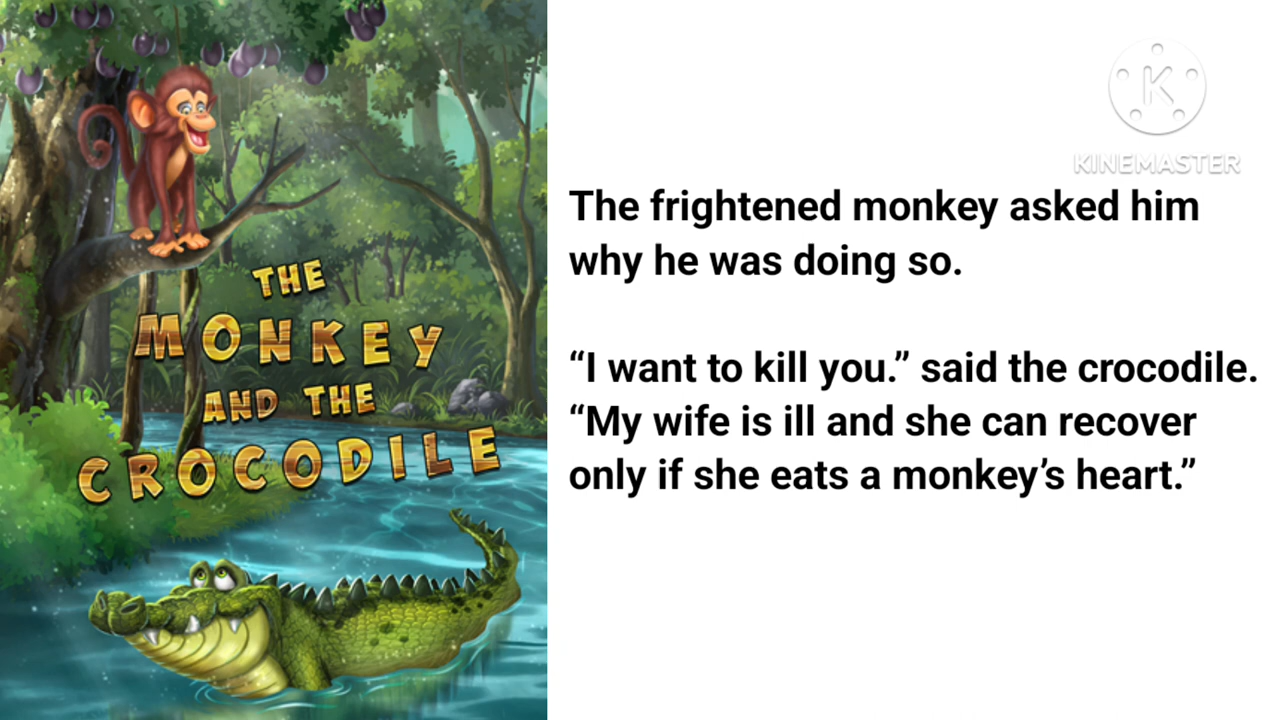 THE
MONKEY
AND THE
CROCODILE
K
KINEMASTER
The frightened monkey asked him
why he was doing so.
“I want to kill you.” said the crocodile.
“My wife is ill and she can recover
only if she eats a monkey’s heart.”